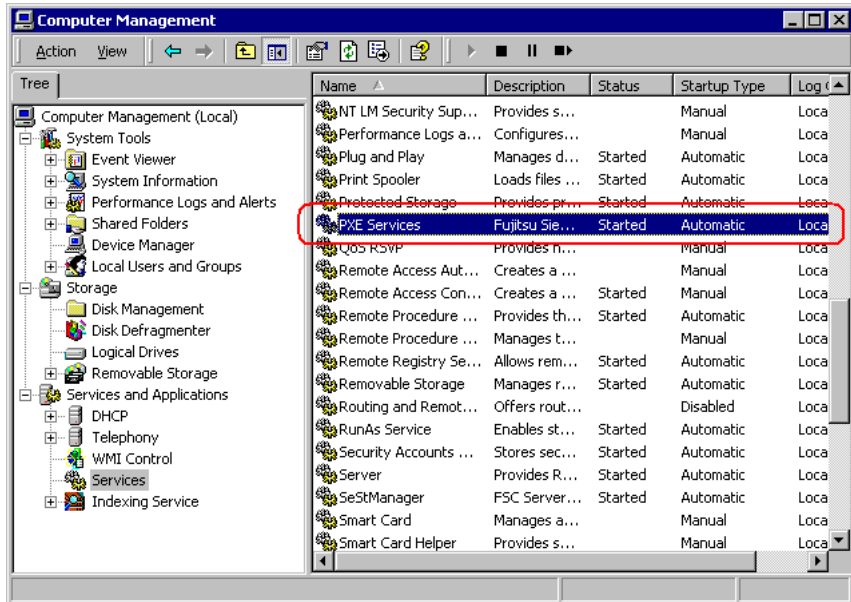 Computer Management
Action View
Tree
Name Description Status Startup Type Log
Computer Management (Local)
System Tools
Event Viewer
System Information
Performance Logs and Alerts
Shared Folders
Device Manager
Local Users and Groups
Storage
Disk Management
Disk Defragmenter
Logical Drives
Removable Storage
Services and Applications
DHCP
Telephony
WMI Control
Services
Indexing Service
NT LM Security Sup... Provides s... Manual Loca
Performance Logs a... Configures... Manual Loca
Plug and Play Manages d... Started Automatic Loca
Print Spooler Loads files ... Started Automatic Loca
Protected Storage Provides pr... Started Automatic Loca
PXE Services Fujitsu Sie... Started Automatic Loca
QoS RSVP Provides n... Manual Loca
Remote Access Aut... Creates a ... Manual Loca
Remote Access Con... Creates a ... Started Manual Loca
Remote Procedure ... Provides th... Started Automatic Loca
Remote Procedure ... Manages t... Manual Loca
Remote Registry Se... Allows rem... Started Automatic Loca
Removable Storage Manages r... Started Automatic Loca
Routing and Remot... Offers rout... Disabled Loca
RunAs Service Enables st... Started Automatic Loca
Security Accounts ... Stores sec... Started Automatic Loca
Server Provides R... Started Automatic Loca
SeStManager FSC Server... Started Automatic Loca
Smart Card Manages a... Manual Loca
Smart Card Helper Provides s... Manual Loca